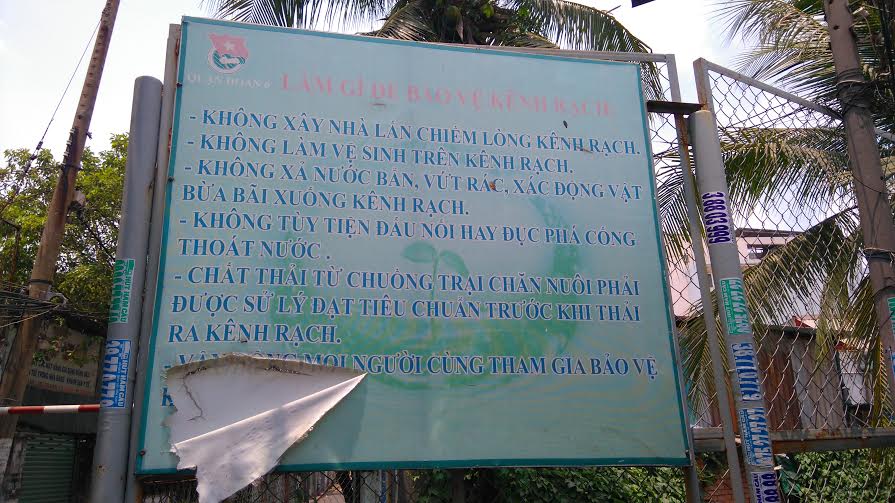 QUẬN ĐOÀN 6
LÀM GÌ ĐỂ BẢO VỆ KÊNH RẠCH
- KHÔNG XÂY NHÀ LẤN CHIẾM LÒNG KÊNH RẠCH.
- KHÔNG LÀM VỆ SINH TRÊN KÊNH RẠCH.
- KHÔNG XẢ NƯỚC BẨN, VỨT RÁC, XÁC ĐỘNG VẬT
BỪA BÃI XUỐNG KÊNH RẠCH.
- KHÔNG TÙY TIỆN ĐẤU NỐI HAY ĐỤC PHÁ CỐNG
THOÁT NƯỚC .
- CHẤT THẢI TỪ CHUỒNG TRẠI CHĂN NUÔI PHẢI
ĐƯỢC SỬ LÝ ĐẠT TIÊU CHUẨN TRƯỚC KHI THẢI
RA KÊNH RẠCH.
MỌI NGƯỜI CÙNG THAM GIA BẢO VỆ